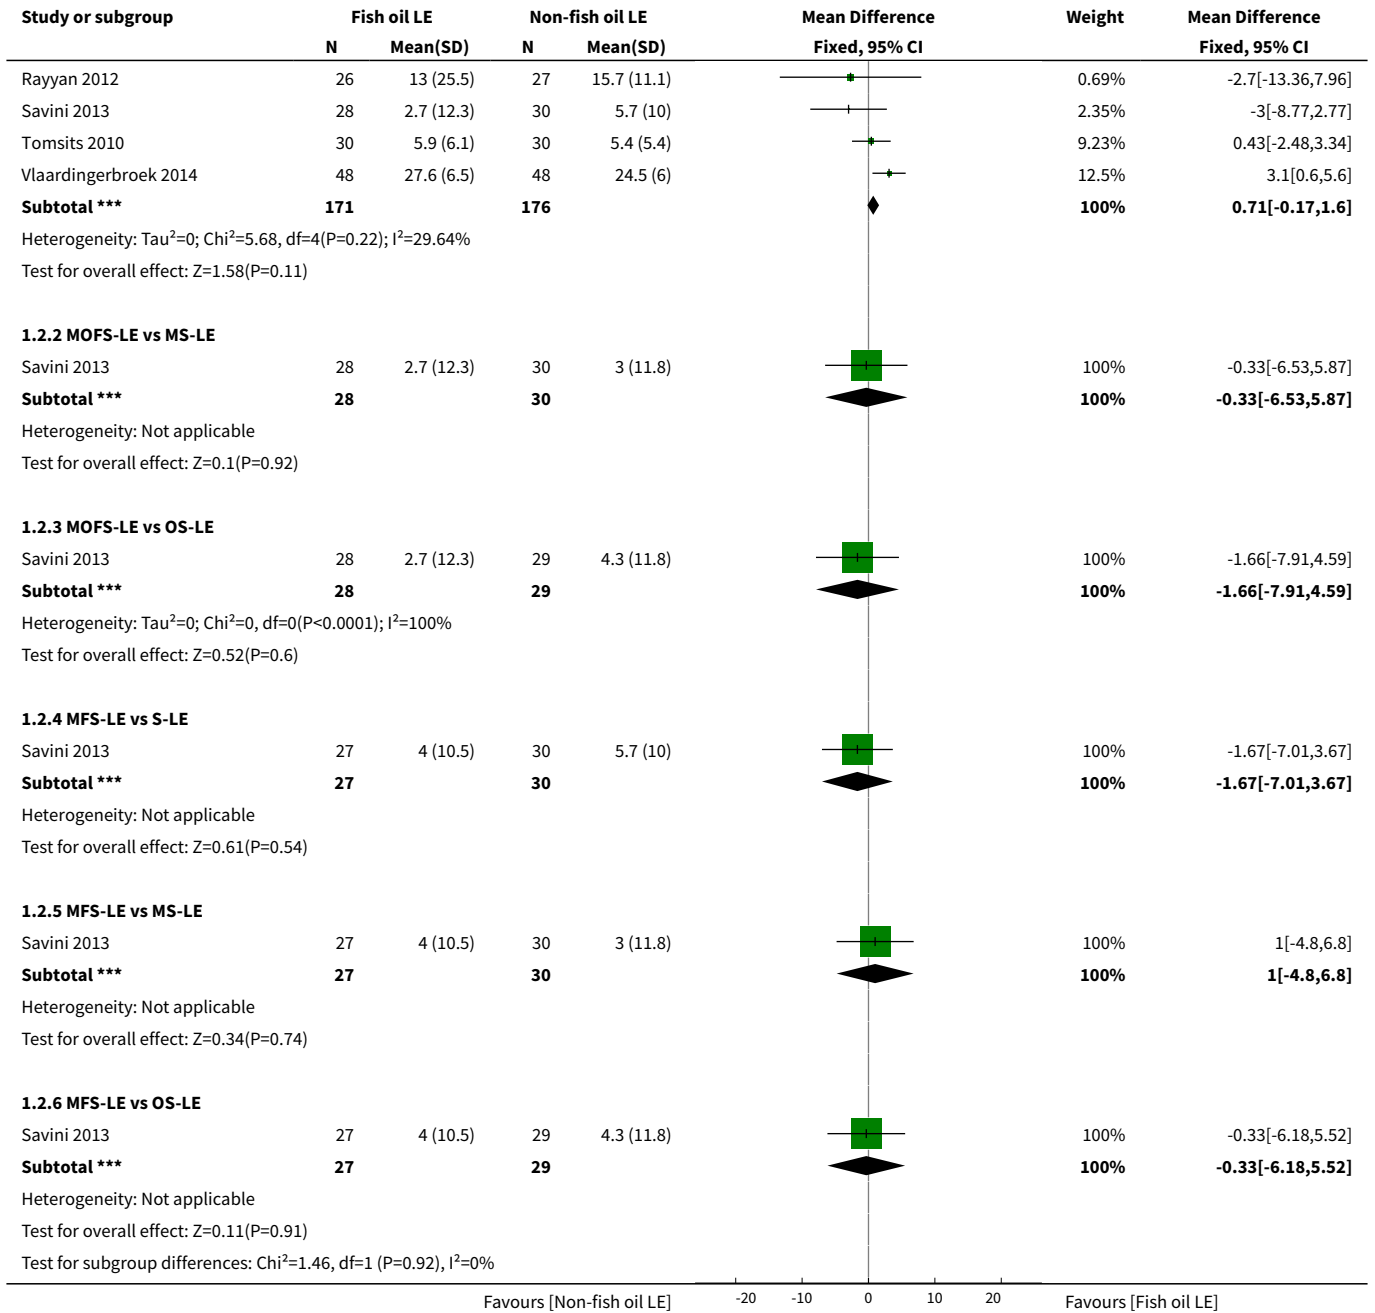 Study or subgroup Fish oil LE Non-fish oil LE Mean Difference Weight Mean Difference
N Mean(SD) N Mean(SD) Fixed, 95% CI Fixed, 95% CI
Rayyan 2012 26 13 (25.5) 27 15.7 (11.1) 0.69% -2.7[-13.36,7.96]
Savini 2013 28 2.7 (12.3) 30 5.7 (10) 2.35% -3[-8.77,2.77]
Tomsits 2010 30 5.9 (6.1) 30 5.4 (5.4) 9.23% 0.43[-2.48,3.34]
Vlaardingerbroek 2014 48 27.6 (6.5) 48 24.5 (6) 12.5% 3.1[0.6,5.6]
Subtotal *** 171 176 100% 0.71[-0.17,1.6]
Heterogeneity: Tau²=0; Chi²=5.68, df=4(P=0.22); I²=29.64%
Test for overall effect: Z=1.58(P=0.11)
1.2.2 MOFS-LE vs MS-LE
Savini 2013 28 2.7 (12.3) 30 3 (11.8) 100% -0.33[-6.53,5.87]
Subtotal *** 28 30 100% -0.33[-6.53,5.87]
Heterogeneity: Not applicable
Test for overall effect: Z=0.1(P=0.92)
1.2.3 MOFS-LE vs OS-LE
Savini 2013 28 2.7 (12.3) 29 4.3 (11.8) 100% -1.66[-7.91,4.59]
Subtotal *** 28 29 100% -1.66[-7.91,4.59]
Heterogeneity: Tau²=0; Chi²=0, df=0(P<0.0001); I²=100%
Test for overall effect: Z=0.52(P=0.6)
1.2.4 MFS-LE vs S-LE
Savini 2013 27 4 (10.5) 30 5.7 (10) 100% -1.67[-7.01,3.67]
Subtotal *** 27 30 100% -1.67[-7.01,3.67]
Heterogeneity: Not applicable
Test for overall effect: Z=0.61(P=0.54)
1.2.5 MFS-LE vs MS-LE
Savini 2013 27 4 (10.5) 30 3 (11.8) 100% 1[-4.8,6.8]
Subtotal *** 27 30 100% 1[-4.8,6.8]
Heterogeneity: Not applicable
Test for overall effect: Z=0.34(P=0.74)
1.2.6 MFS-LE vs OS-LE
Savini 2013 27 4 (10.5) 29 4.3 (11.8) 100% -0.33[-6.18,5.52]
Subtotal *** 27 29 100% -0.33[-6.18,5.52]
Heterogeneity: Not applicable
Test for overall effect: Z=0.11(P=0.91)
Test for subgroup differences: Chi²=1.46, df=1 (P=0.92), I²=0%
Favours [Non-fish oil LE] -20 -10 0 10 20 Favours [Fish oil LE]